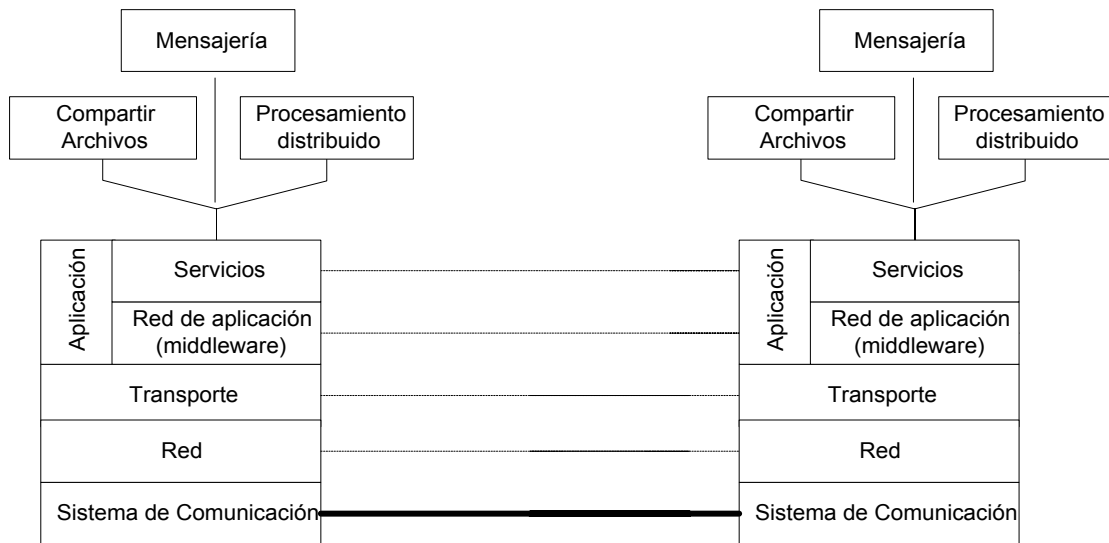 Mensajería
Mensajería
Compartir
Archivos
Procesamiento
distribuido
Compartir
Archivos
Procesamiento
distribuido
Aplicación
Servicios
Aplicación
Servicios
Red de aplicación
(middleware)
Red de aplicación
(middleware)
Transporte
Transporte
Red
Red
Sistema de Comunicación
Sistema de Comunicación